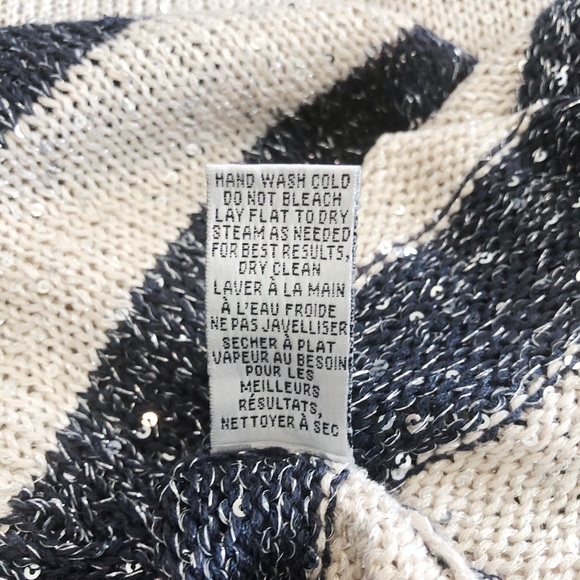 HAND WASH COLD
DO NOT BLEACH
LAY FLAT TO DRY
STEAM AS NEEDED
FOR BEST RESULTS,
DRY CLEAN
LAVER À LA MAIN
À L'EAU FROIDE
NE PAS JAVELLISER
SECHER À PLAT
VAPEUR AU BESOIN
POUR LES
MEILLEURS
RÉSULTATS,
NETTOYER À SEC